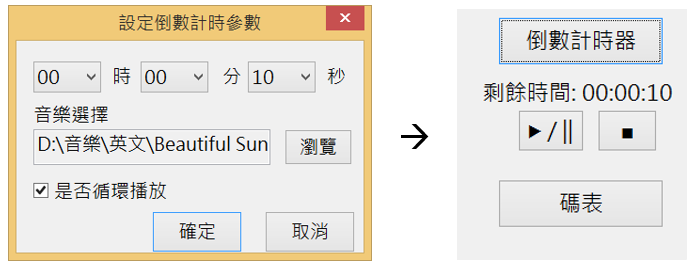 設定倒數計時參數
00 時 00 分 10 秒
音樂選擇
D:\音樂\英文\Beautiful Sun
瀏覽
是否循環播放
確定 取消
倒數計時器
剩餘時間: 00:00:10
碼表